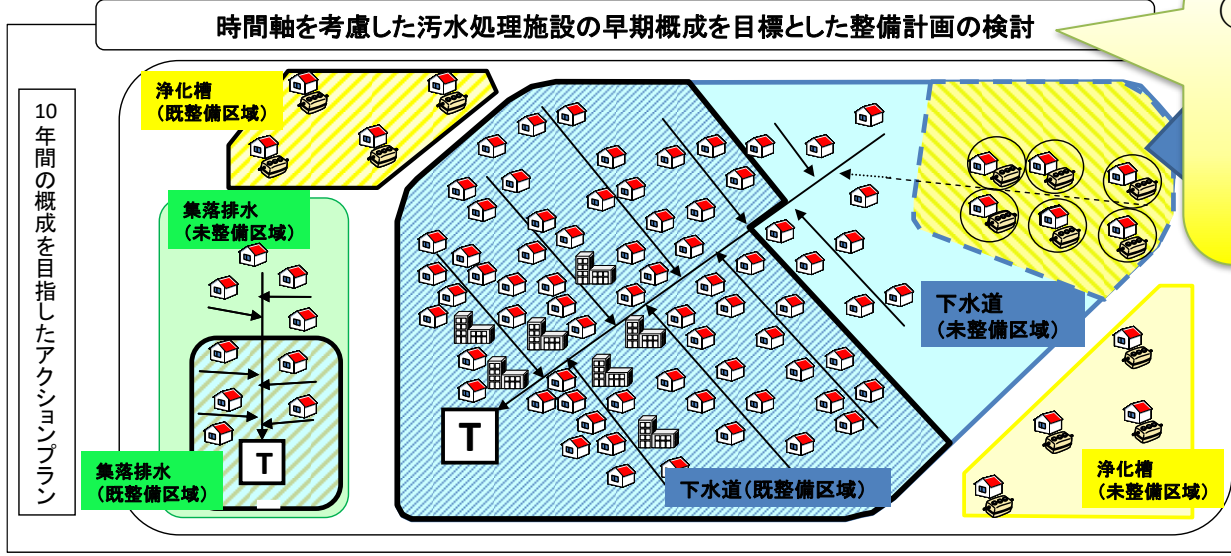 時間軸を考慮した汚水処理施設の早期概成を目標とした整備計画の検討
10年間の概成を目指したアクションプラン
浄化槽
(既整備区域)
集落排水
(未整備区域)
下水道
(未整備区域)
T
T
集落排水
(既整備区域)
下水道(既整備区域)
浄化槽
(未整備区域)